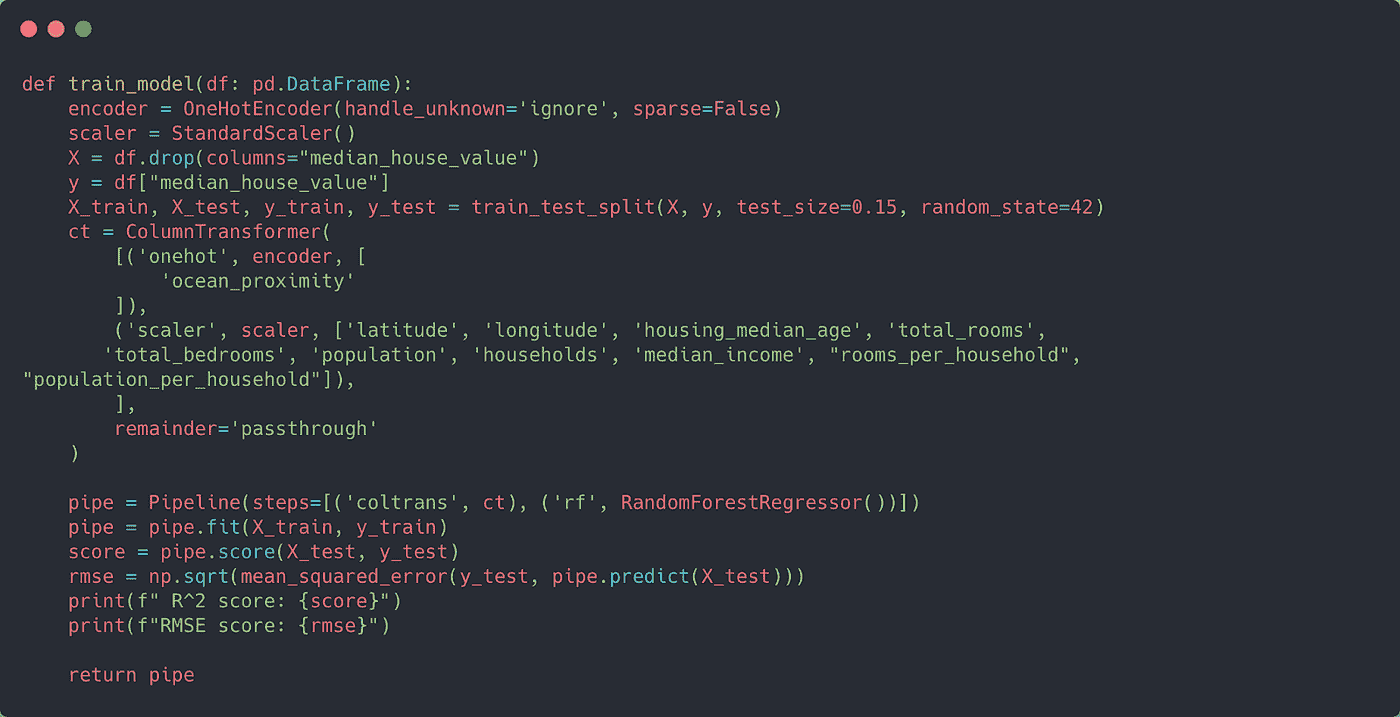 def train_model(df: pd.DataFrame):
    encoder = OneHotEncoder(handle_unknown='ignore', sparse=False)
    scaler = StandardScaler()
    X = df.drop(columns="median_house_value")
    y = df["median_house_value"]
    X_train, X_test, y_train, y_test = train_test_split(X, y, test_size=0.15, random_state=42)
    ct = ColumnTransformer(
        [('onehot', encoder, [
            'ocean_proximity'
        ]),
        ('scaler', scaler, ['latitude', 'longitude', 'housing_median_age', 'total_rooms',
       'total_bedrooms', 'population', 'households', 'median_income', "rooms_per_household",
"population_per_household"]),
        ],
        remainder='passthrough'
    )

    pipe = Pipeline(steps=[('coltrans', ct), ('rf', RandomForestRegressor())])
    pipe = pipe.fit(X_train, y_train)
    score = pipe.score(X_test, y_test)
    rmse = np.sqrt(mean_squared_error(y_test, pipe.predict(X_test)))
    print(f" R^2 score: {score}")
    print(f"RMSE score: {rmse}")

    return pipe